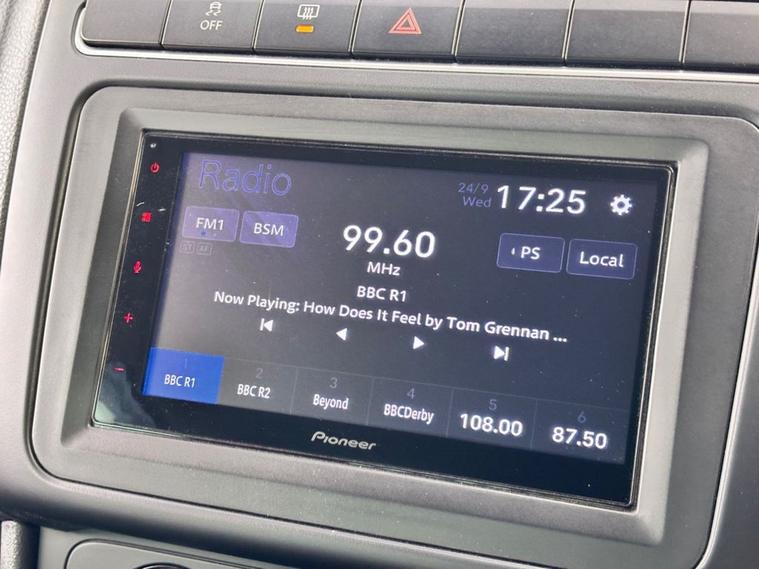 OFF
Radio
24/9
Wed
17:25
FM1
BSM
ST AF
99.60
MHz
PS
Local
BBC R1
Now Playing: How Does It Feel by Tom Grennan ...
1
BBC R1
2
BBC R2
3
Beyond
4
BBCDerby
5
108.00
6
87.50
Pioneer